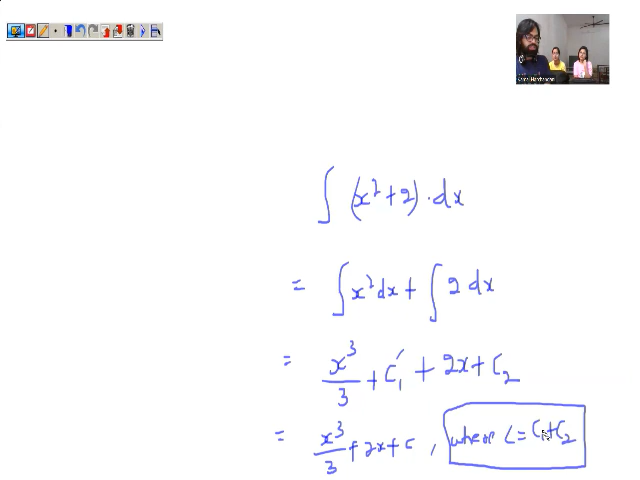 ∫ (x² + 2) · dx
= ∫ x² dx + ∫ 2 dx
= x³/3 + C₁' + 2x + C₂
= x³/3 + 2x + C, where C = C₁ + C₂